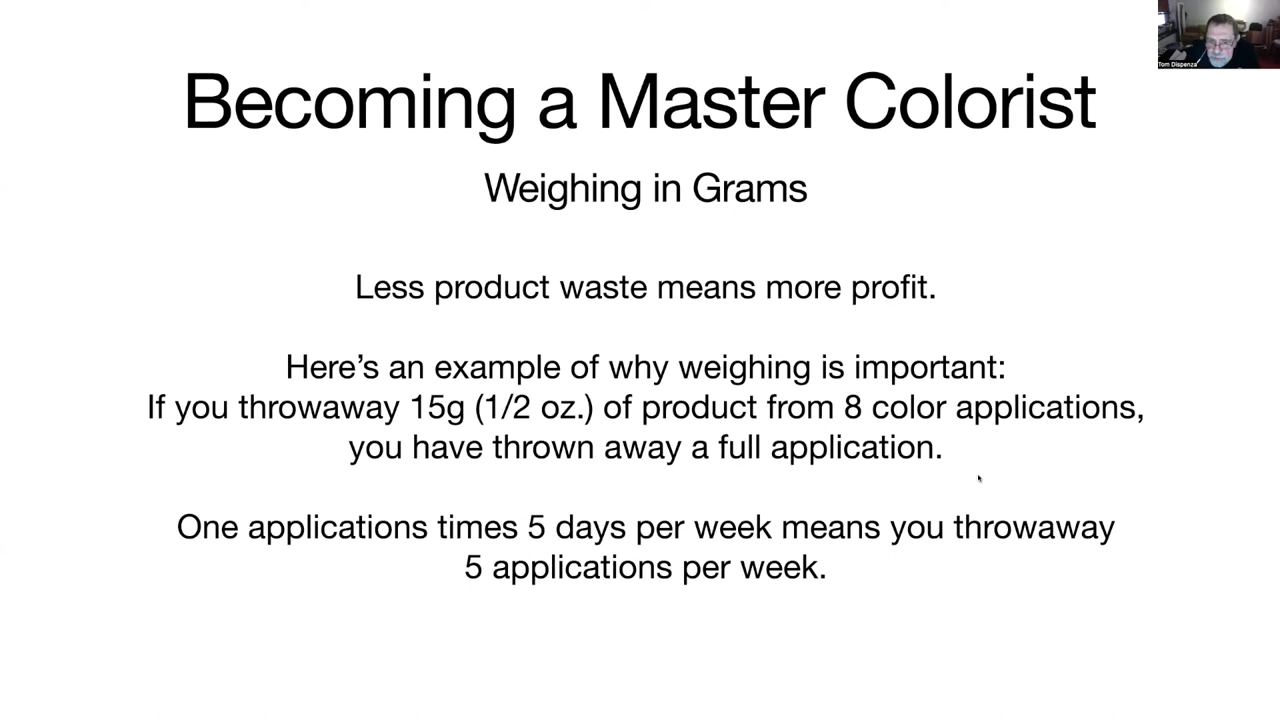 Becoming a Master Colorist
Weighing in Grams
Less product waste means more profit.
Here’s an example of why weighing is important:
If you throwaway 15g (1/2 oz.) of product from 8 color applications,
you have thrown away a full application.
One applications times 5 days per week means you throwaway
5 applications per week.
Tom Dispenza